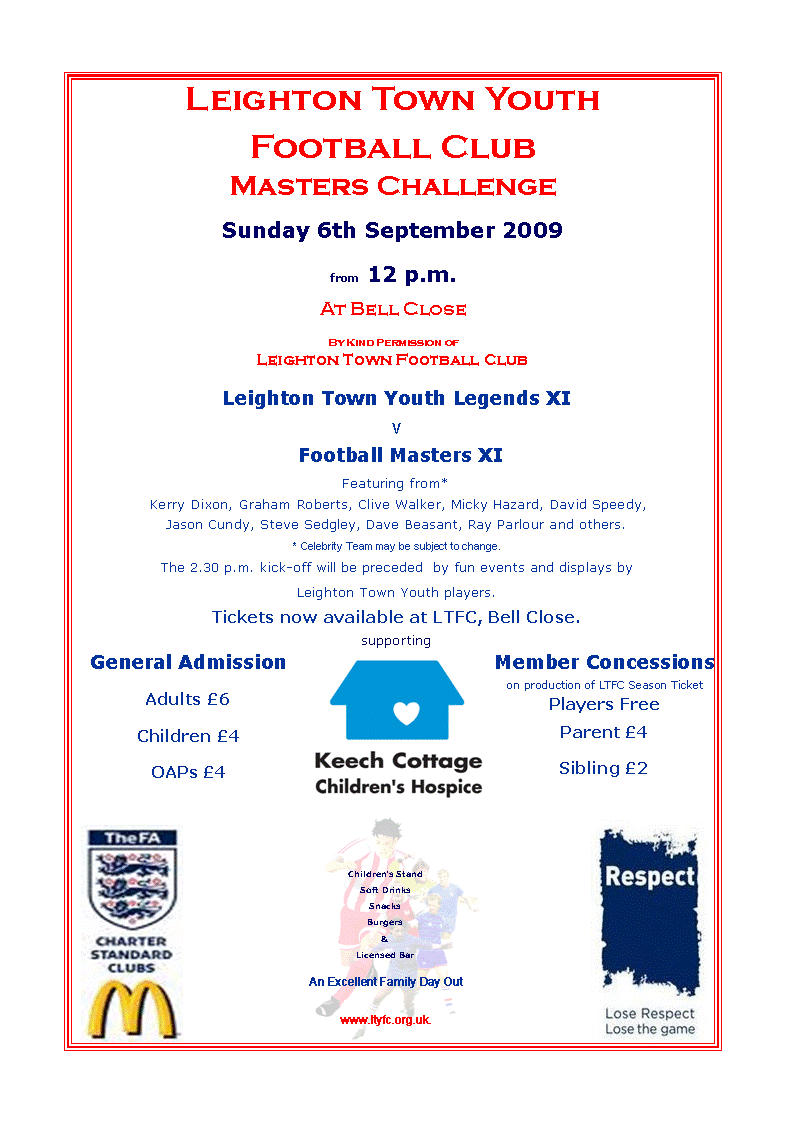 Leighton Town Youth
Football Club
Masters Challenge
Sunday 6th September 2009
from 12 p.m.
At Bell Close
By Kind Permission of
Leighton Town Football Club
Leighton Town Youth Legends XI
V
Football Masters XI
Featuring from*
Kerry Dixon, Graham Roberts, Clive Walker, Micky Hazard, David Speedy,
Jason Cundy, Steve Sedgley, Dave Beasant, Ray Parlour and others.
* Celebrity Team may be subject to change.
The 2.30 p.m. kick-off will be preceded by fun events and displays by
Leighton Town Youth players.
Tickets now available at LTFC, Bell Close.
supporting
General Admission
Adults £6
Children £4
OAPs £4
Keech Cottage
Children's Hospice
Member Concessions
on production of LTFC Season Ticket
Players Free
Parent £4
Sibling £2
The FA
CHARTER
STANDARD
CLUBS
Children's Stand
Soft Drinks
Snacks
Burgers
&
Licensed Bar
An Excellent Family Day Out
www.ltyfc.org.uk.
Respect
Lose Respect
Lose the game